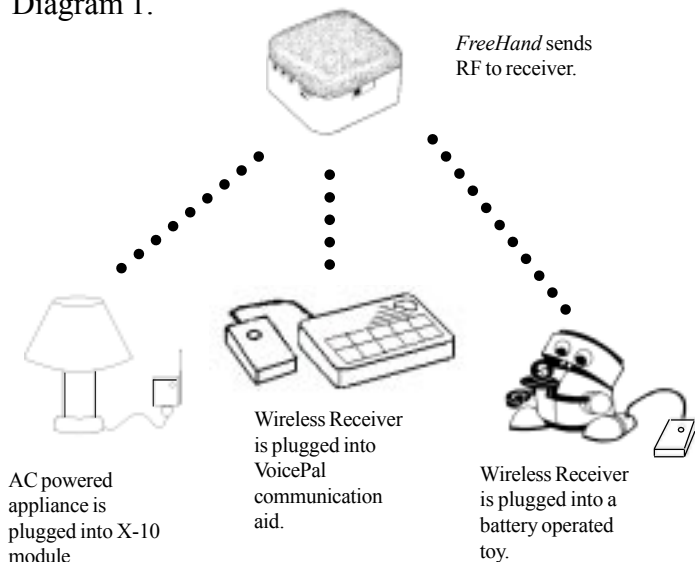 Diagram 1.
FreeHand sends
RF to receiver.
Wireless Receiver
is plugged into
VoicePal
communication
aid.
AC powered
appliance is
plugged into X-10
module
Wireless Receiver
is plugged into a
battery operated
toy.